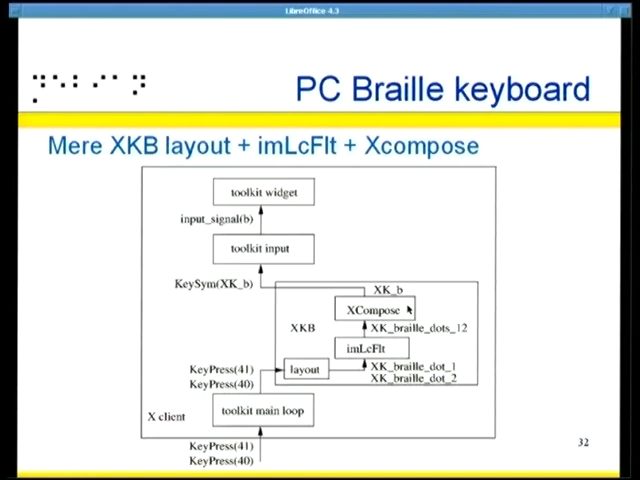 LibreOffice 4.3
PC Braille keyboard
Mere XKB layout + imLcFlt + Xcompose
toolkit widget
input_signal(b)
toolkit input
KeySym(XK_b)
XK_b
XCompose
XKB
XK_braille_dots_12
imLcFlt
KeyPress(41)
layout
XK_braille_dot_1
KeyPress(40)
XK_braille_dot_2
toolkit main loop
X client
KeyPress(41)
KeyPress(40)
32